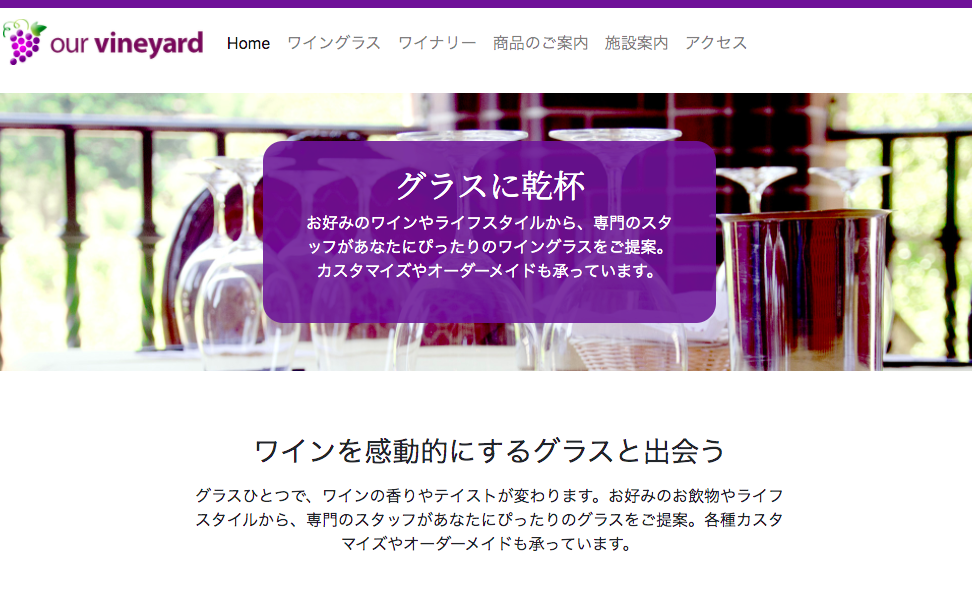 our vineyard
Home ワイングラス ワイナリー 商品のご案内 施設案内 アクセス
グラスに乾杯
お好みのワインやライフスタイルから、専門のスタ
ッフがあなたにぴったりのワイングラスをご提案。
カスタマイズやオーダーメイドも承っています。
ワインを感動的にするグラスと出会う
グラスひとつで、ワインの香りやテイストが変わります。お好みのお飲物やライフ
スタイルから、専門のスタッフがあなたにぴったりのグラスをご提案。各種カスタ
マイズやオーダーメイドも承っています。